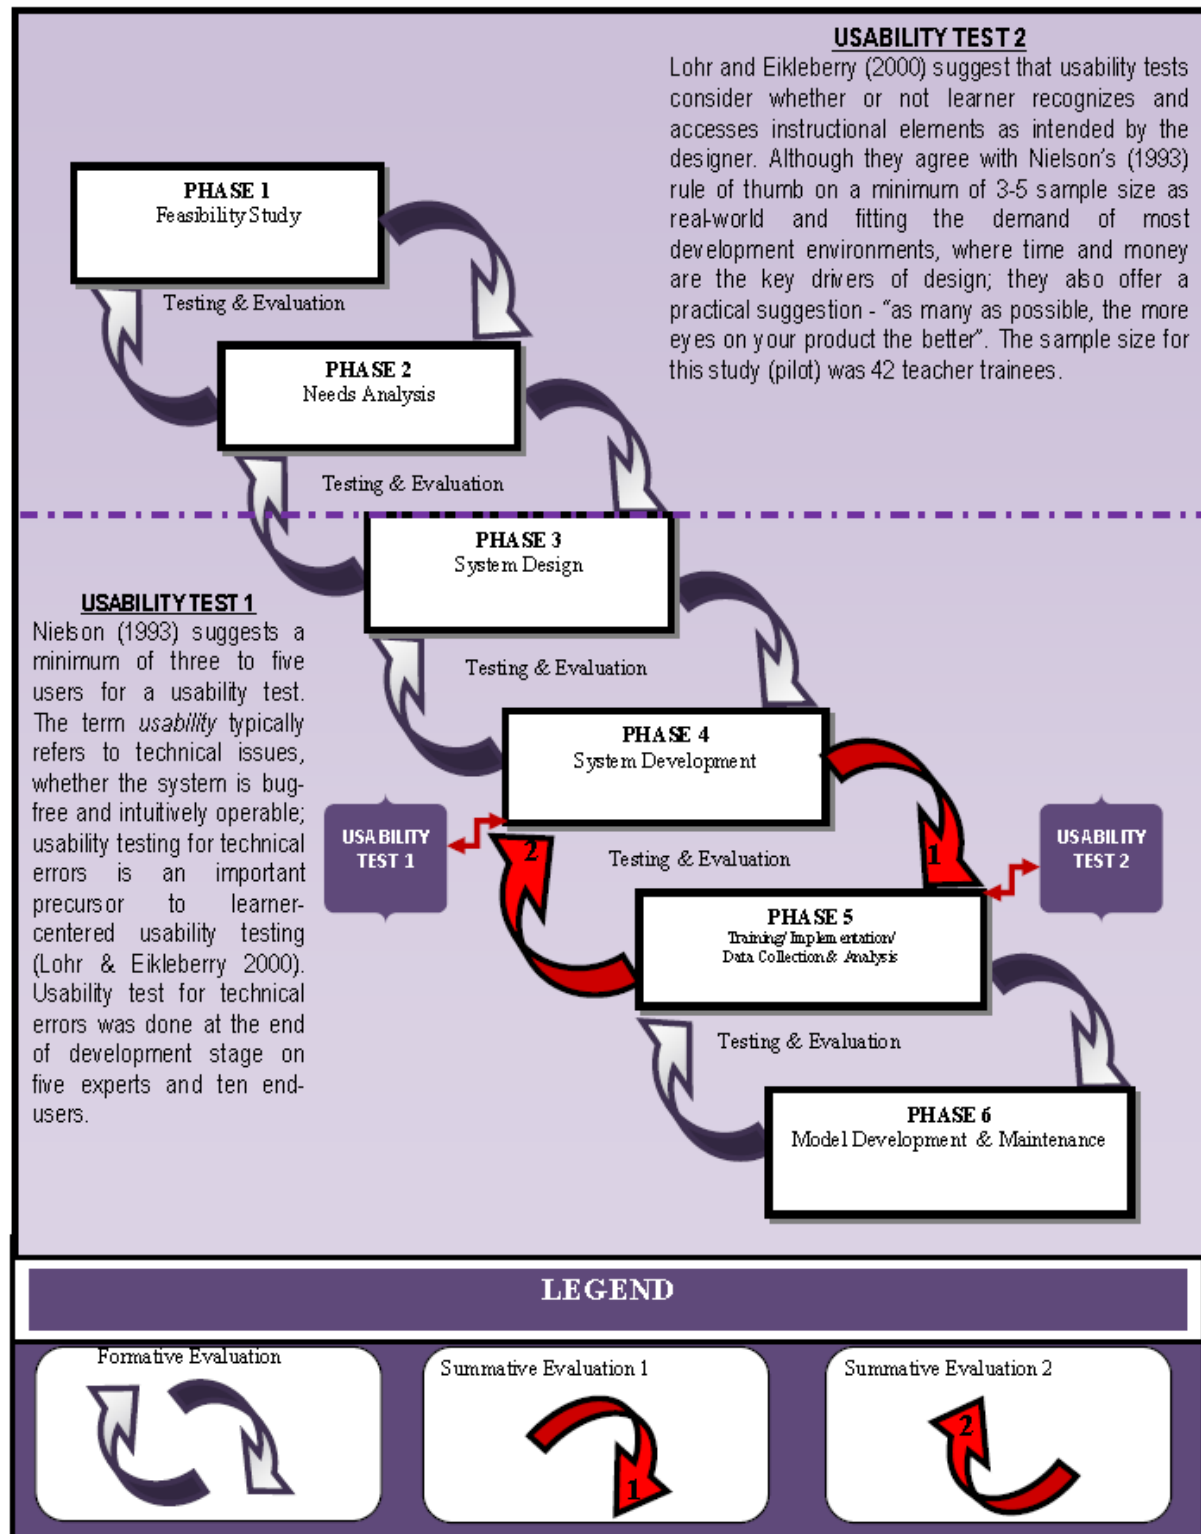 USABILITY TEST 2
Lohr and Eikleberry (2000) suggest that usability tests
consider whether or not learner recognizes and
accesses instructional elements as intended by the
designer. Although they agree with Nielson's (1993)
rule of thumb on a minimum of 3-5 sample size as
real-world and fitting the demand of most
development environments, where time and money
are the key drivers of design; they also offer a
practical suggestion - “as many as possible, the more
eyes on your product the better”. The sample size for
this study (pilot) was 42 teacher trainees.
PHASE 1
Feasibility Study
Testing & Evaluation
PHASE 2
Needs Analysis
Testing & Evaluation
PHASE 3
System Design
USABILITY TEST 1
Nielson (1993) suggests a
minimum of three to five
users for a usability test.
The term usability typically
refers to technical issues,
whether the system is bug-
free and intuitively operable;
usability testing for technical
errors is an important
precursor to learner-
centered usability testing
(Lohr & Eikleberry 2000).
Usability test for technical
errors was done at the end
of development stage on
five experts and ten end-
users.
Testing & Evaluation
PHASE 4
System Development
USABILITY
TEST 1
2
Testing & Evaluation
1
USABILITY
TEST 2
PHASE 5
Training/ Implementation/
Data Collection & Analysis
Testing & Evaluation
PHASE 6
Model Development & Maintenance
LEGEND
Formative Evaluation
Summative Evaluation 1
1
Summative Evaluation 2
2